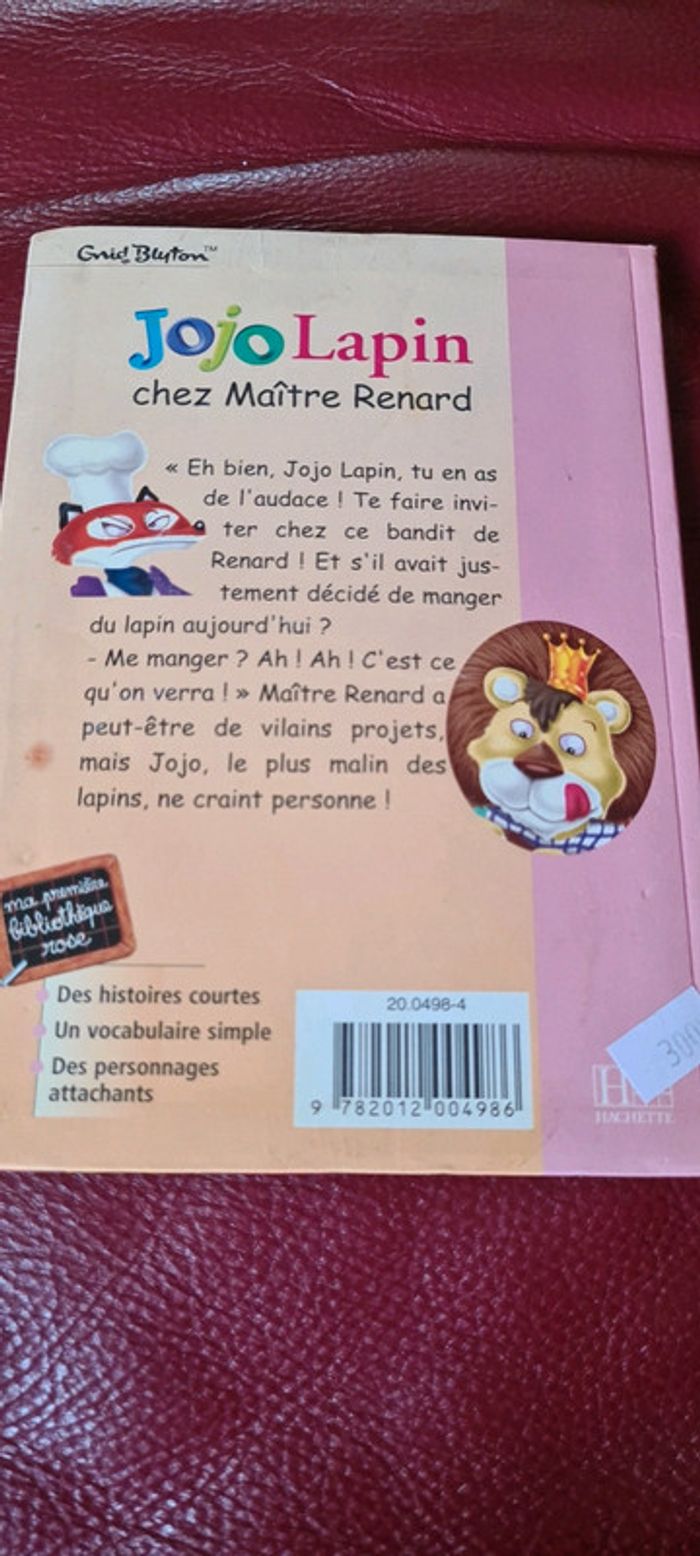 Enid Blyton™
Jojo Lapin
chez Maître Renard
« Eh bien, Jojo Lapin, tu en as
de l'audace ! Te faire invi-
ter chez ce bandit de
Renard ! Et s'il avait jus-
tement décidé de manger
du lapin aujourd'hui ?
- Me manger ? Ah ! Ah ! C'est ce
qu'on verra ! » Maître Renard a
peut-être de vilains projets,
mais Jojo, le plus malin des
lapins, ne craint personne !
ma première
bibliothèque
rose
Des histoires courtes
Un vocabulaire simple
Des personnages
attachants
20.0498-4
9 782012 004986
HACHETTE